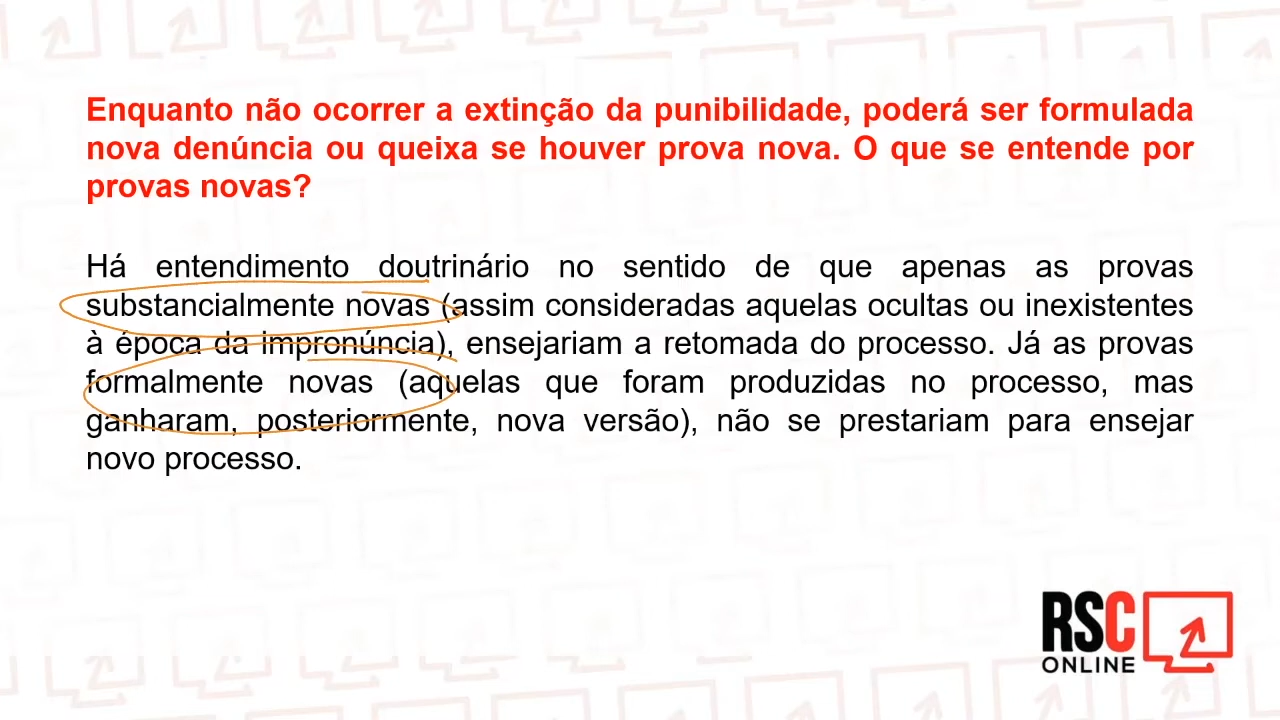 Enquanto não ocorrer a extinção da punibilidade, poderá ser formulada
nova denúncia ou queixa se houver prova nova. O que se entende por
provas novas?
Há entendimento doutrinário no sentido de que apenas as provas
substancialmente novas (assim consideradas aquelas ocultas ou inexistentes
à época da impronúncia), ensejariam a retomada do processo. Já as provas
formalmente novas (aquelas que foram produzidas no processo, mas
ganharam, posteriormente, nova versão), não se prestariam para ensejar
novo processo.
RSC
ONLINE